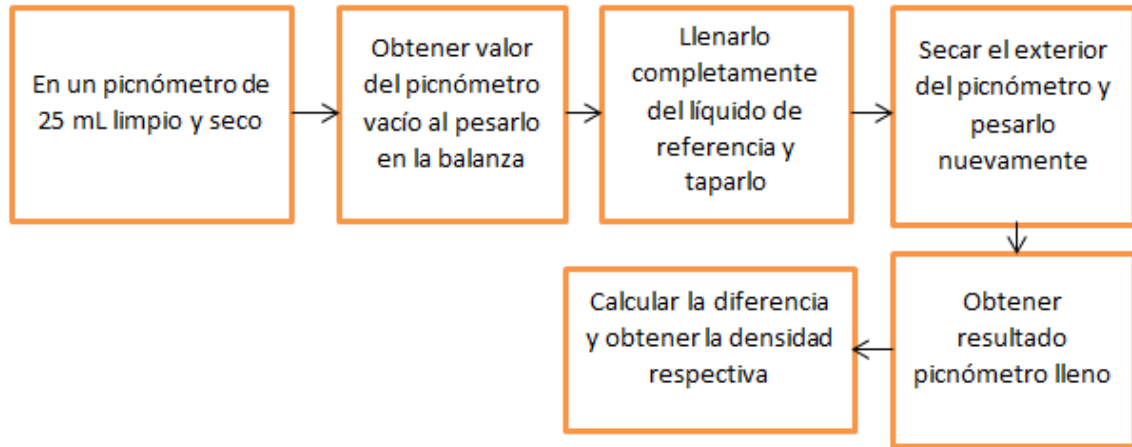 En un picnómetro de
25 mL limpio y seco
Obtener valor
del picnómetro
vacío al pesarlo
en la balanza
Llenarlo
completamente
del líquido de
referencia y
taparlo
Secar el exterior
del picnómetro y
pesarlo
nuevamente
Obtener
resultado
picnómetro lleno
Calcular la diferencia
y obtener la densidad
respectiva